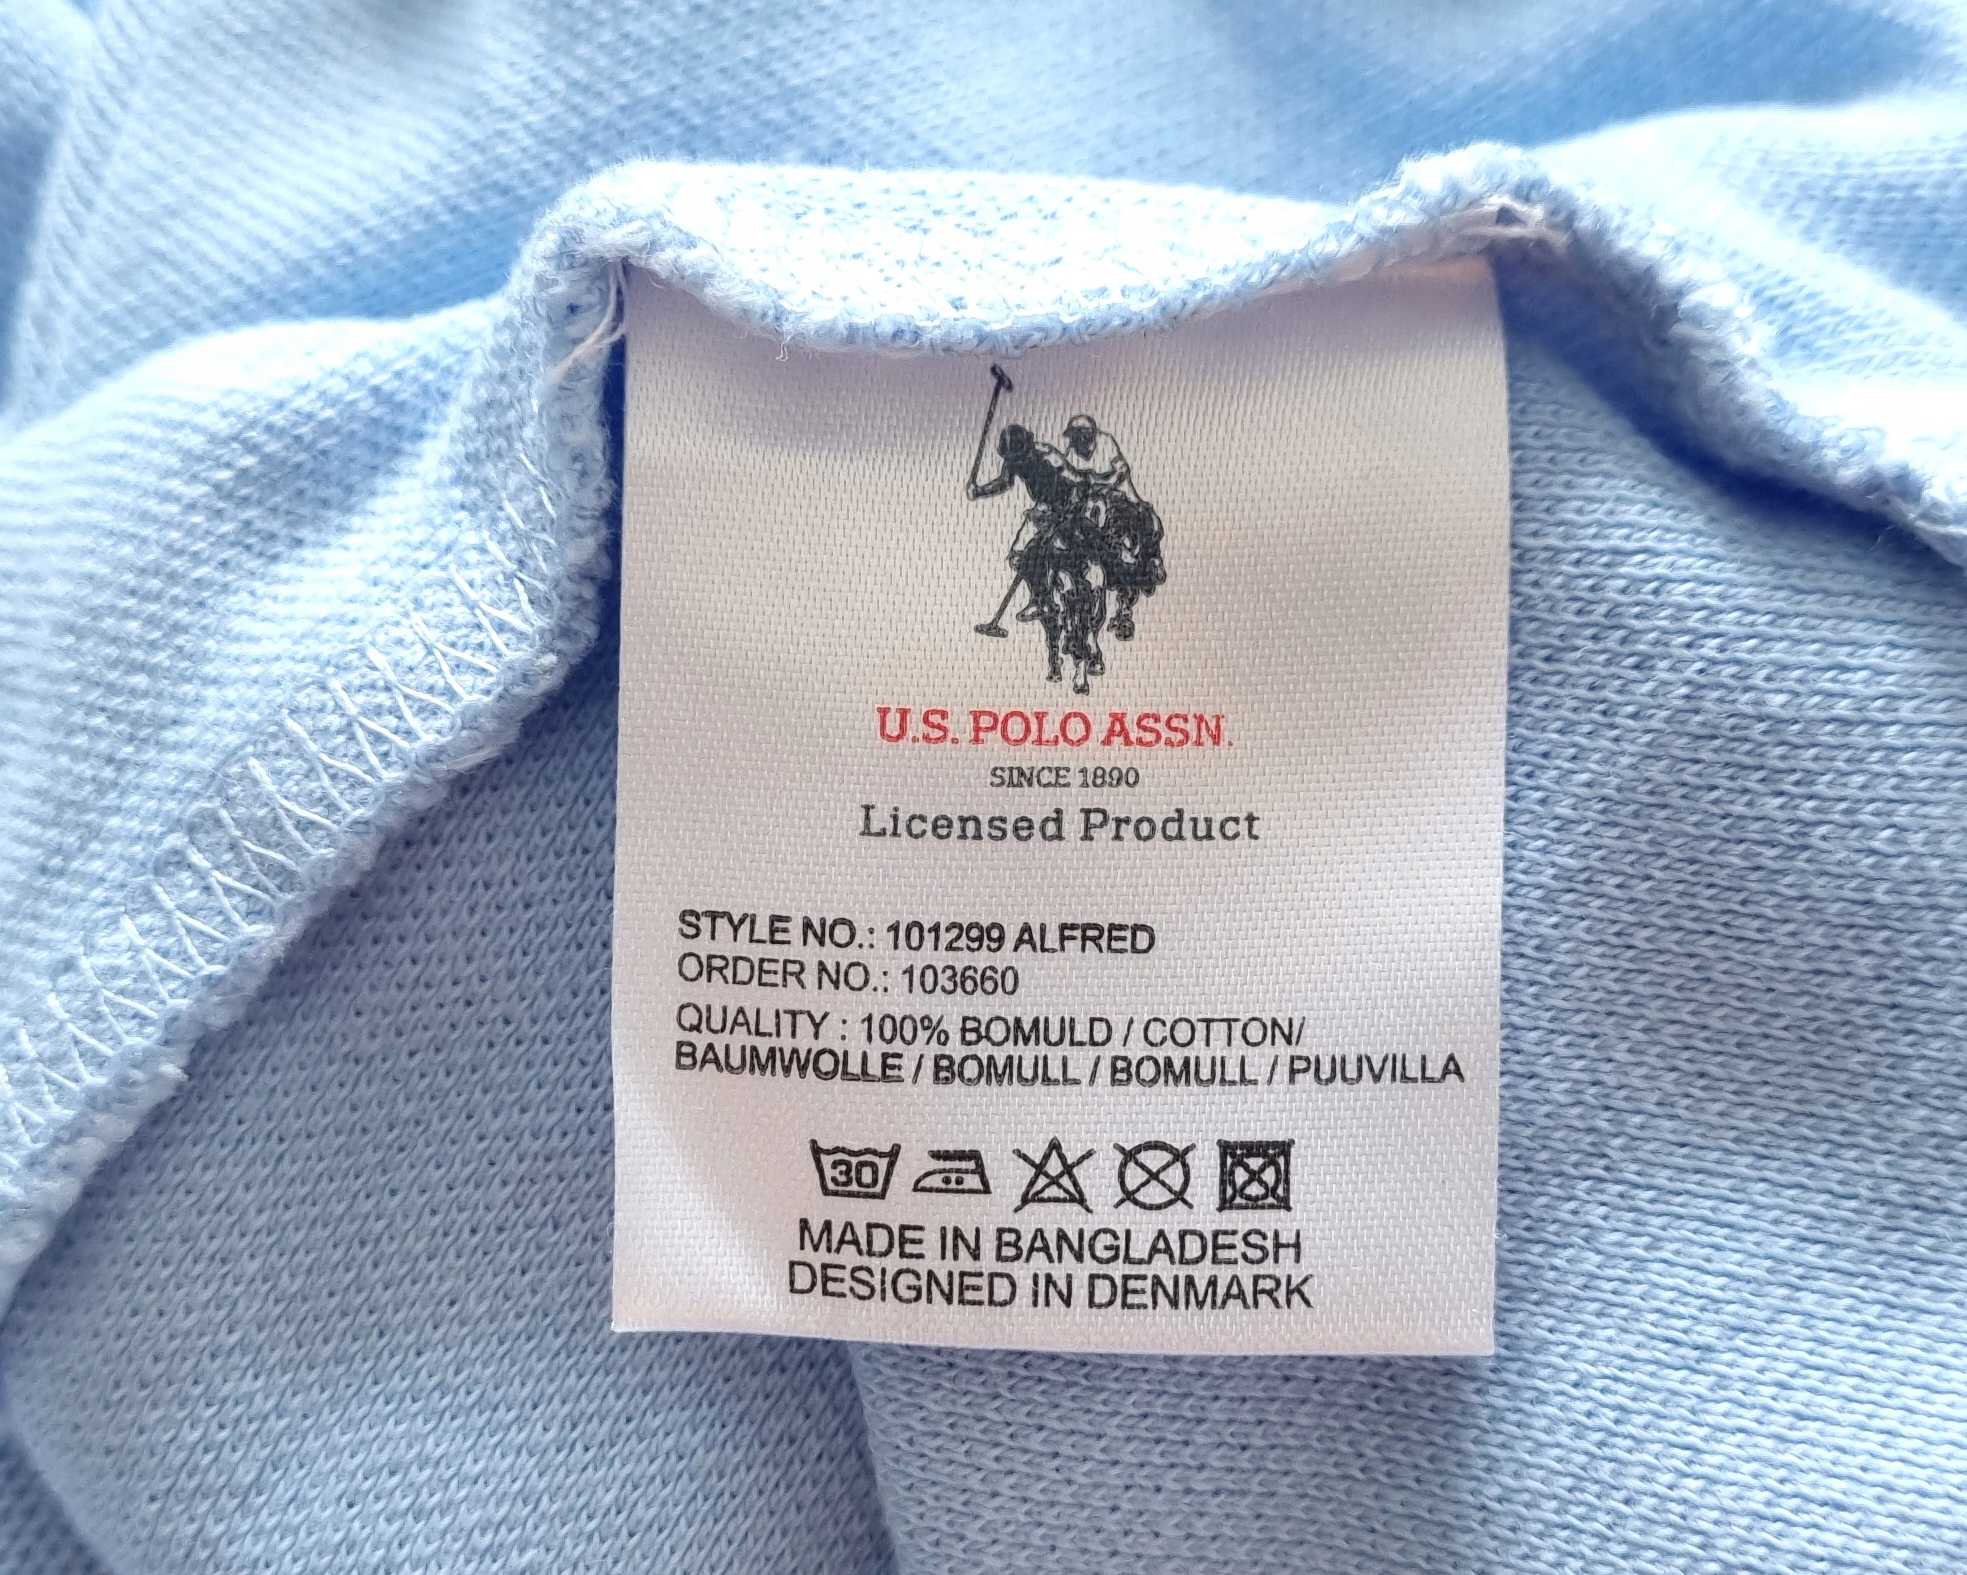 U.S. POLO ASSN.
SINCE 1890
Licensed Product
STYLE NO.: 101299 ALFRED
ORDER NO.: 103660
QUALITY : 100% BOMULD / COTTON/
BAUMWOLLE / BOMULL / BOMULL / PUUVILLA
30
MADE IN BANGLADESH
DESIGNED IN DENMARK